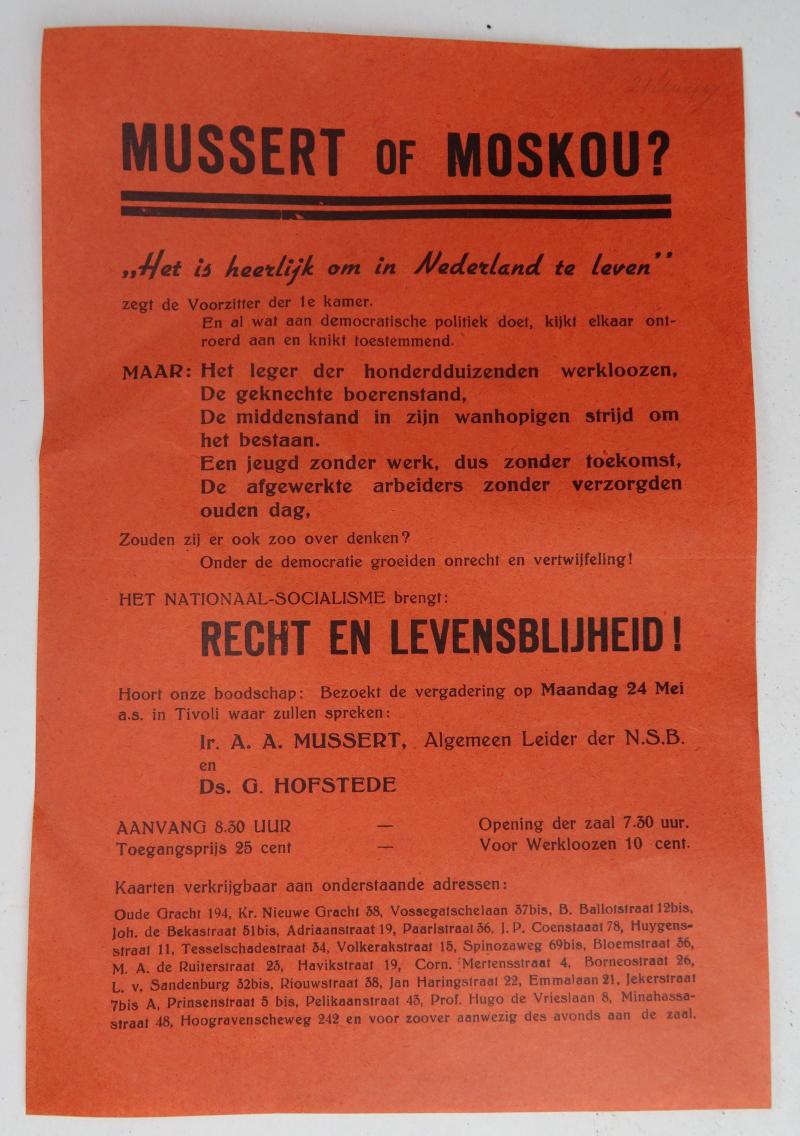 MUSSERT OF MOSKOU?
„Het is heerlijk om in Nederland te leven”
zegt de Voorzitter der 1e kamer.
En al wat aan democratische politiek doet, kijkt elkaar ont-
roerd aan en knikt toestemmend.
MAAR: Het leger der honderdduizenden werkloozen,
De geknechte boerenstand,
De middenstand in zijn wanhopigen strijd om
het bestaan.
Een jeugd zonder werk, dus zonder toekomst,
De afgewerkte arbeiders zonder verzorgden
ouden dag,
Zouden zij er ook zoo over denken?
Onder de democratie groeiden onrecht en vertwijfeling!
HET NATIONAAL-SOCIALISME brengt:
RECHT EN LEVENSBLIJHEID!
Hoort onze boodschap: Bezoekt de vergadering op Maandag 24 Mei
a.s. in Tivoli waar zullen spreken:
Ir. A. A. MUSSERT, Algemeen Leider der N.S.B.
en
Ds. G. HOFSTEDE
AANVANG 8.30 UUR — Opening der zaal 7.30 uur.
Toegangsprijs 25 cent — Voor Werkloozen 10 cent.
Kaarten verkrijgbaar aan onderstaande adressen:
Oude Gracht 194, Kr. Nieuwe Gracht 38, Vossegatschelaan 37bis, B. Ballotstraat 12bis,
Joh. de Bekastraat 51bis, Adriaanstraat 19, Paarlstraat 36, J. P. Coenstaaat 78, Huygens-
straat 11, Tesselschadestraat 34, Volkerakstraat 15, Spinozaweg 69bis, Bloemstraat 36,
M. A. de Ruiterstraat 23, Havikstraat 19, Corn. Mertensstraat 4, Borneostraat 26,
L. v. Sandenburg 32bis, Riouwstraat 38, Jan Haringstraat 22, Emmalaan 21, Jekerstraat
7bis A, Prinsenstraat 5 bis, Pelikaanstraat 43, Prof. Hugo de Vrieslaan 8, Minahassa-
straat 48, Hoogravenscheweg 242 en voor zoover aanwezig des avonds aan de zaal.